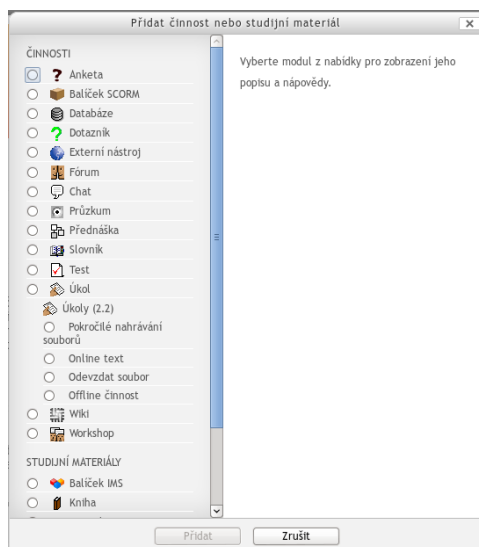 Přidat činnost nebo studijní materiál
ČINNOSTI
Anketa
Balíček SCORM
Databáze
Dotazník
Externí nástroj
Fórum
Chat
Průzkum
Přednáška
Slovník
Test
Úkol
Úkoly (2.2)
Pokročilé nahrávání
souborů
Online text
Odevzdat soubor
Offline činnost
Wiki
Workshop
STUDIJNÍ MATERIÁLY
Balíček IMS
Kniha
Vyberte modul z nabídky pro zobrazení jeho
popisu a nápovědy.
Přidat
Zrušit